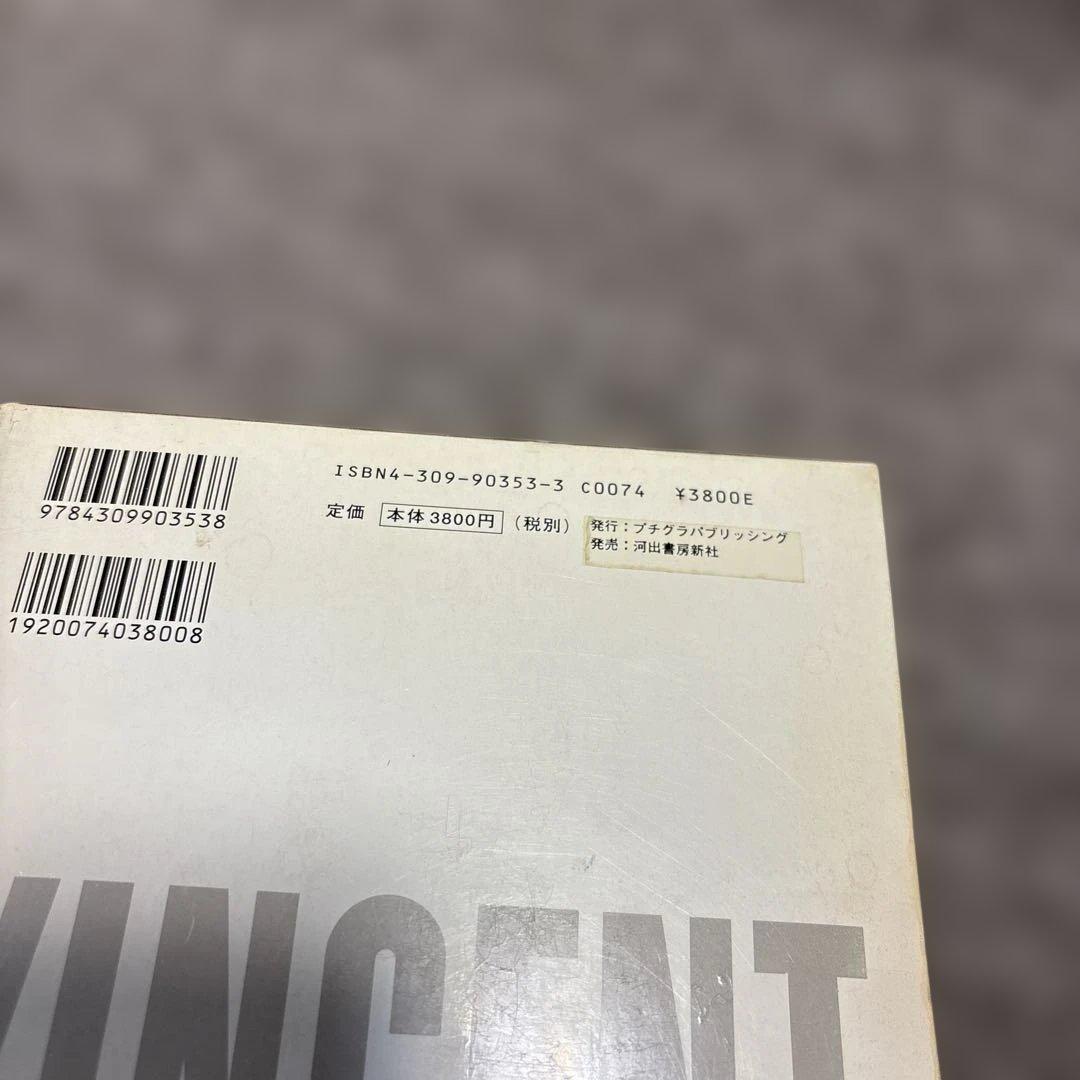 9784309903538
1920074038008
ISBN4-309-90353-3 C0074 ¥3800E
定価 本体3800円 (税別)
発行：プチグラパブリッシング
発売：河出書房新社
VINCENT